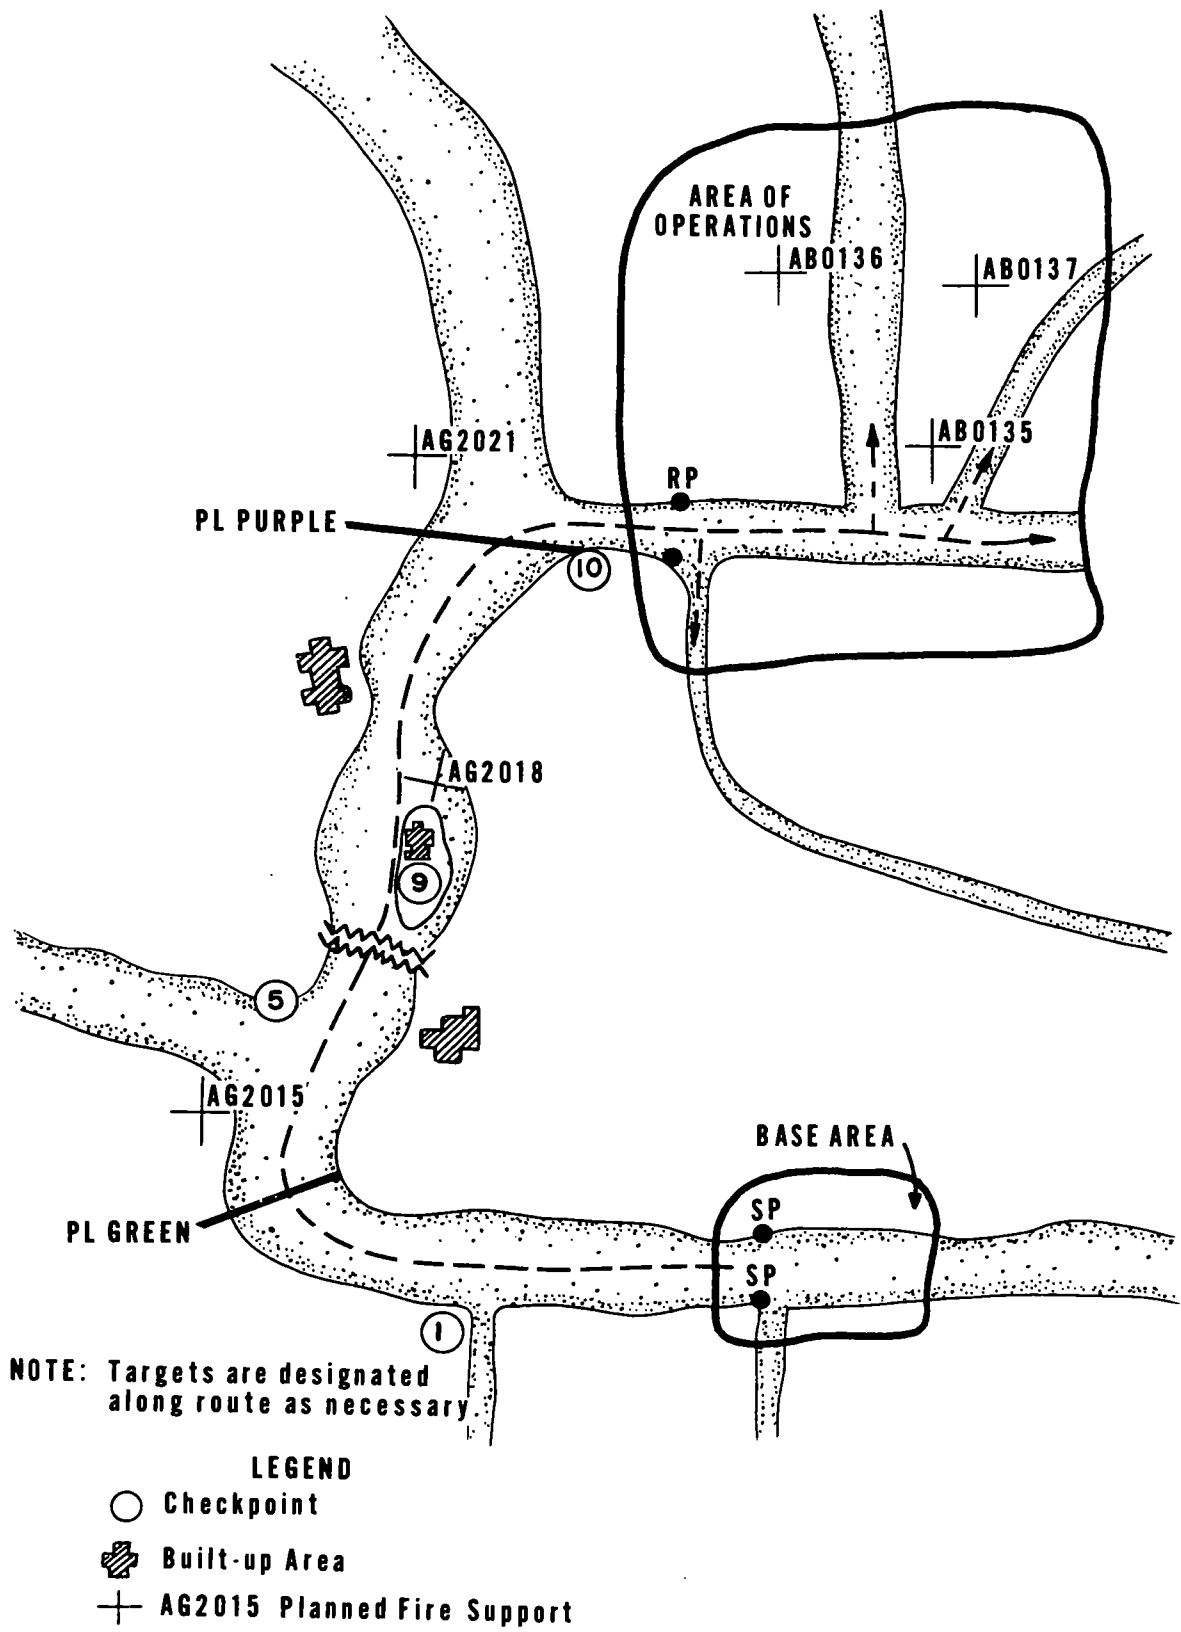 AREA OF
OPERATIONS
AB0136
AB0137
AG2021
AB0135
RP
PL PURPLE
10
AG2018
9
5
AG2015
BASE AREA
SP
PL GREEN
SP
1
NOTE: Targets are designated
along route as necessary.
LEGEND
Checkpoint
Built-up Area
AG2015 Planned Fire Support